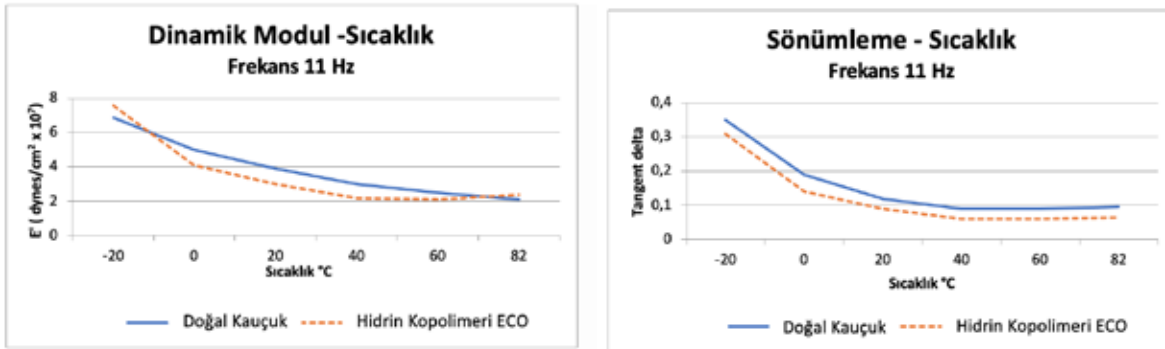 Dinamik Modul -Sıcaklık
Frekans 11 Hz
8
6
4
2
0
E' ( dynes/cm² x 10⁷)
-20 0 20 40 60 82
Sıcaklık °C
Doğal Kauçuk Hidrin Kopolimeri ECO
Sönümleme - Sıcaklık
Frekans 11 Hz
0,4
0,3
0,2
0,1
0
Tangent delta
-20 0 20 40 60 82
Sıcaklık °C
Doğal Kauçuk Hidrin Kopolimeri ECO